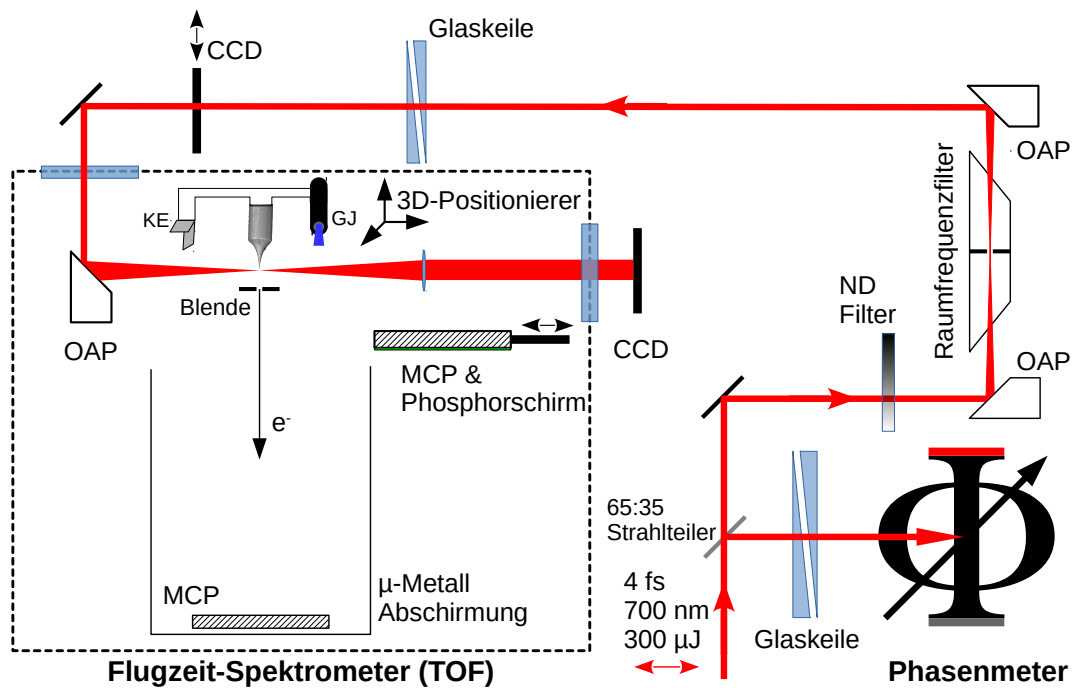 Glaskeile
CCD
OAP
3D-Positionierer
KE
GJ
Raumfrequenzfilter
ND
Filter
Blende
OAP
CCD
OAP
MCP &
Phosphorschirm
e-
65:35
Strahlteiler
4 fs
700 nm
300 µJ
Glaskeile
MCP
µ-Metall
Abschirmung
Flugzeit-Spektrometer (TOF)
Phasenmeter